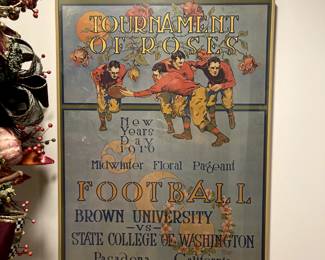 TOURNAMENT
OF ROSES
New
Years
Day
1916
Midwinter Floral Pageant
FOOTBALL
BROWN UNIVERSITY
-VS-
STATE COLLEGE OF WASHINGTON
Pasadena California